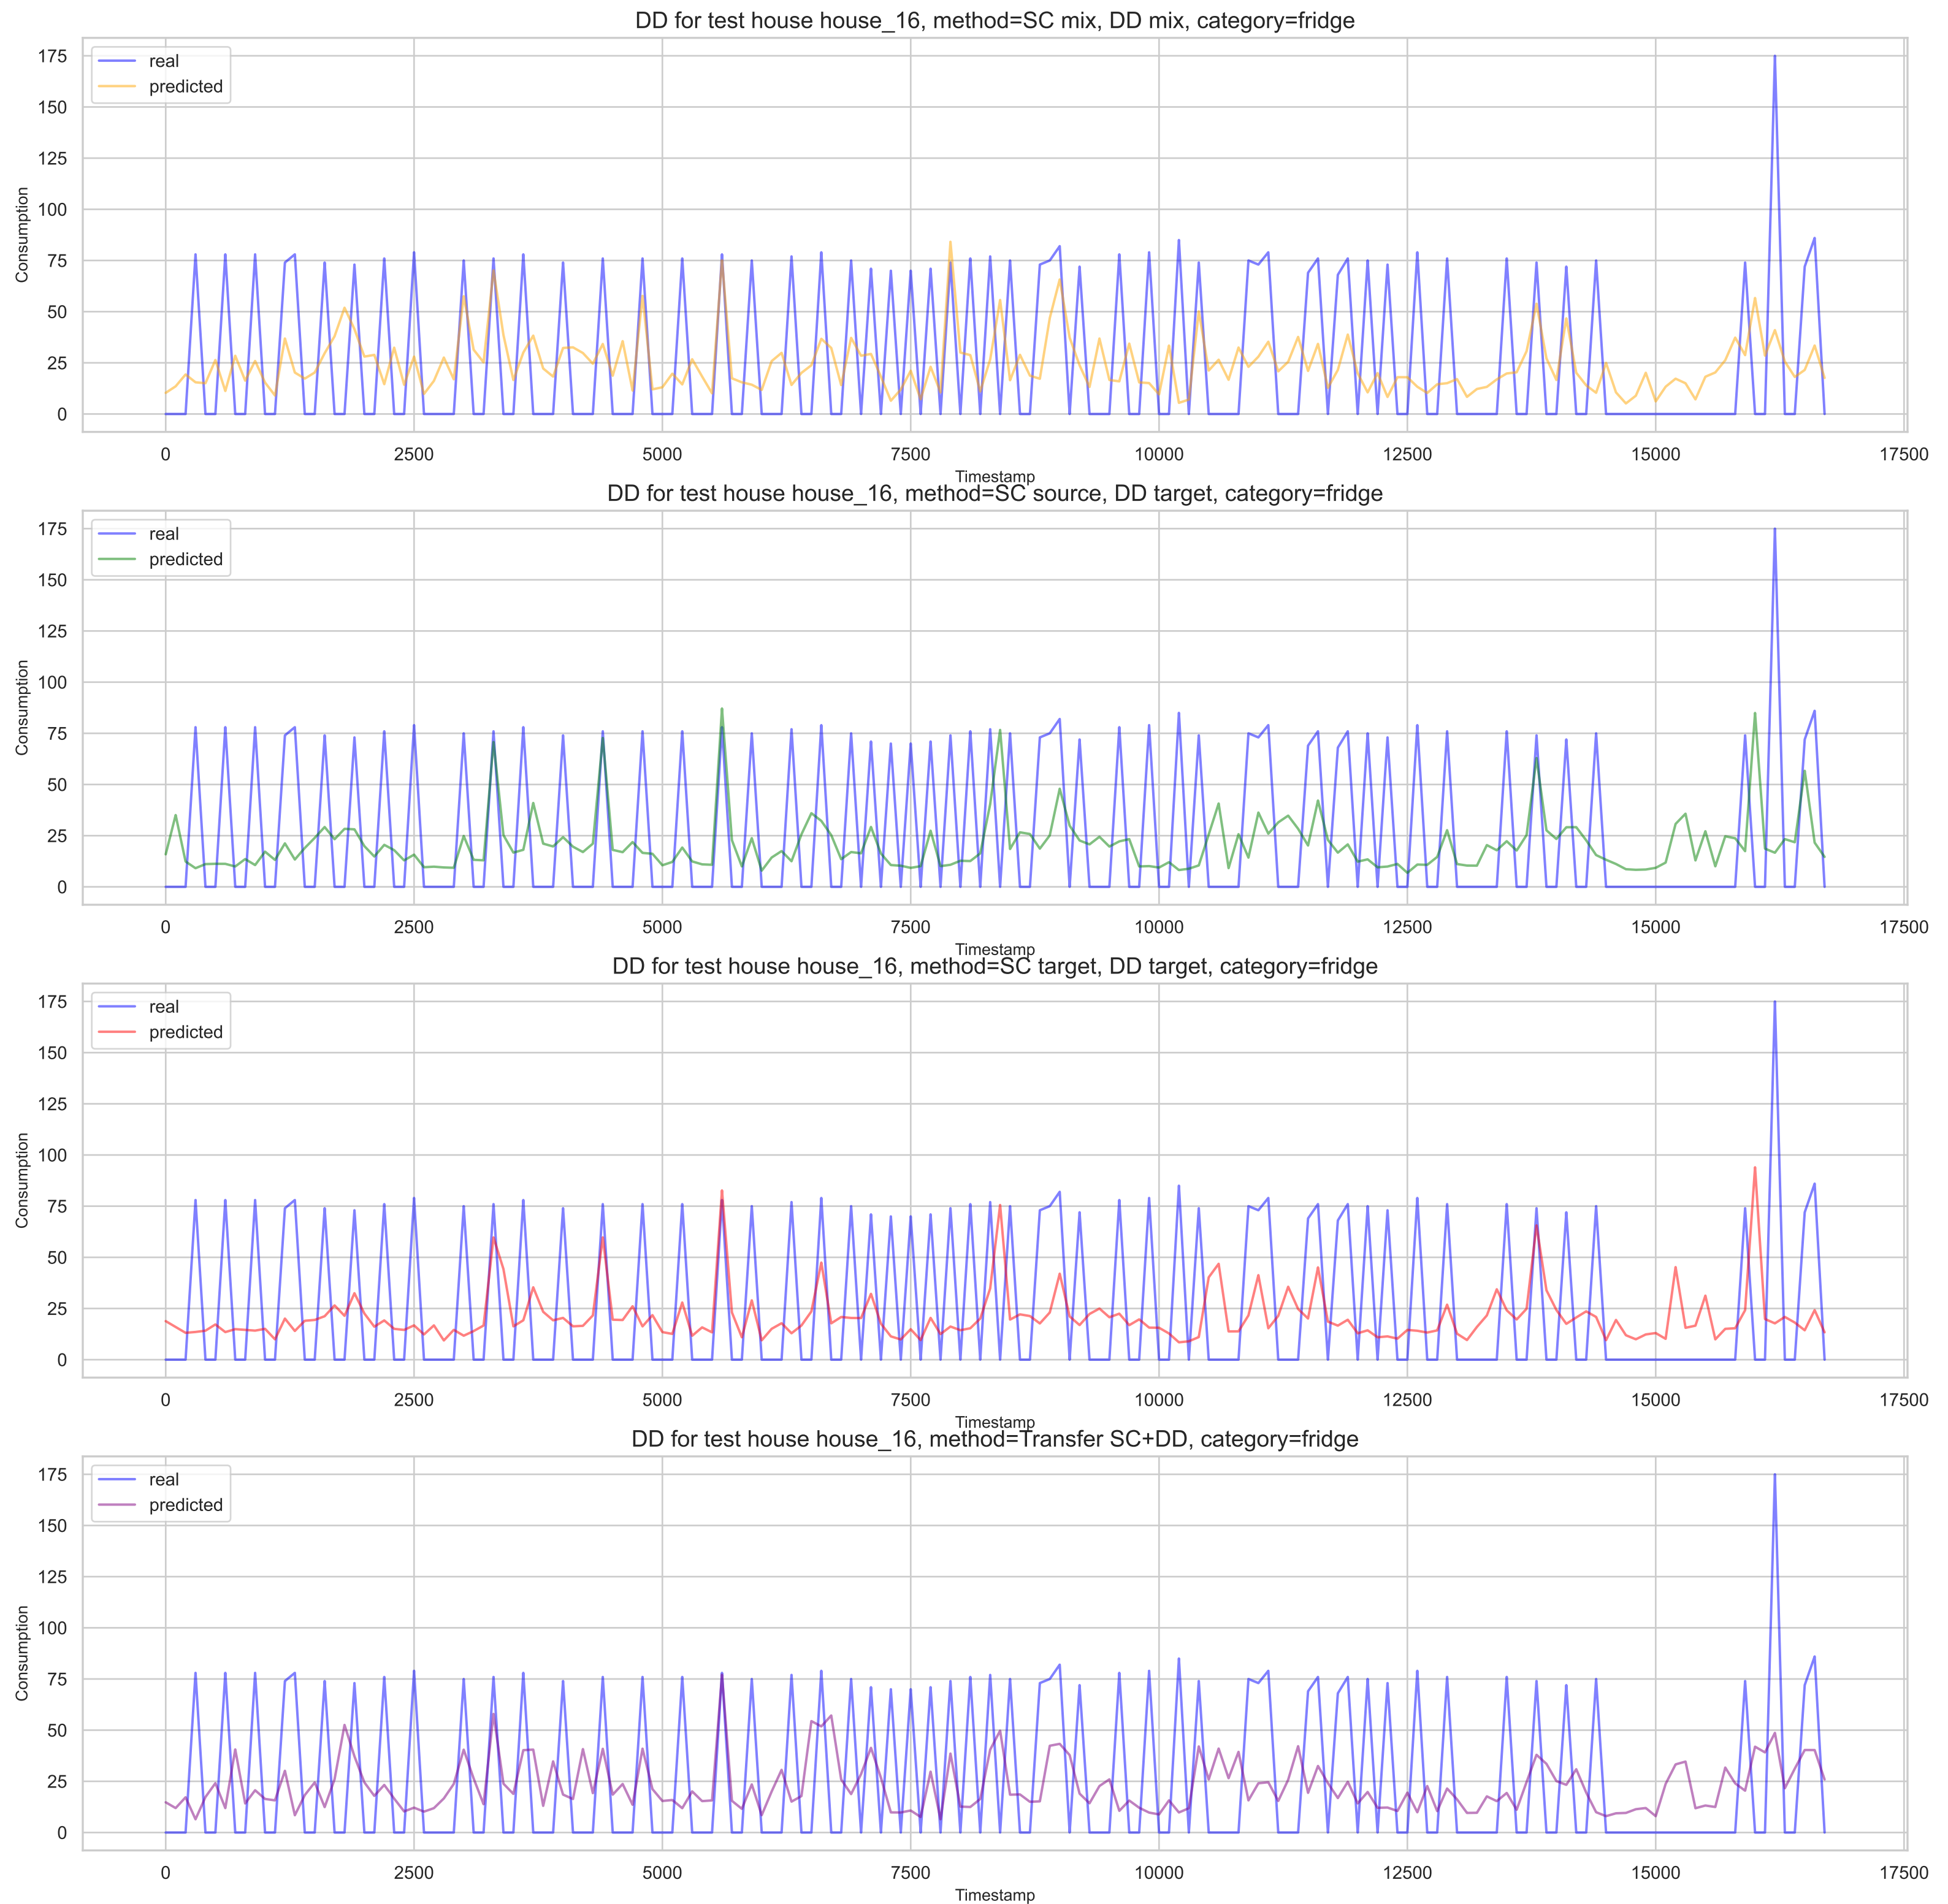 DD for test house house_16, method=SC mix, DD mix, category=fridge
real
predicted
175
150
125
100
75
50
25
0
Consumption
0 2500 5000 7500 10000 12500 15000 17500
Timestamp
DD for test house house_16, method=SC source, DD target, category=fridge
real
predicted
175
150
125
100
75
50
25
0
Consumption
0 2500 5000 7500 10000 12500 15000 17500
Timestamp
DD for test house house_16, method=SC target, DD target, category=fridge
real
predicted
175
150
125
100
75
50
25
0
Consumption
0 2500 5000 7500 10000 12500 15000 17500
Timestamp
DD for test house house_16, method=Transfer SC+DD, category=fridge
real
predicted
175
150
125
100
75
50
25
0
Consumption
0 2500 5000 7500 10000 12500 15000 17500
Timestamp